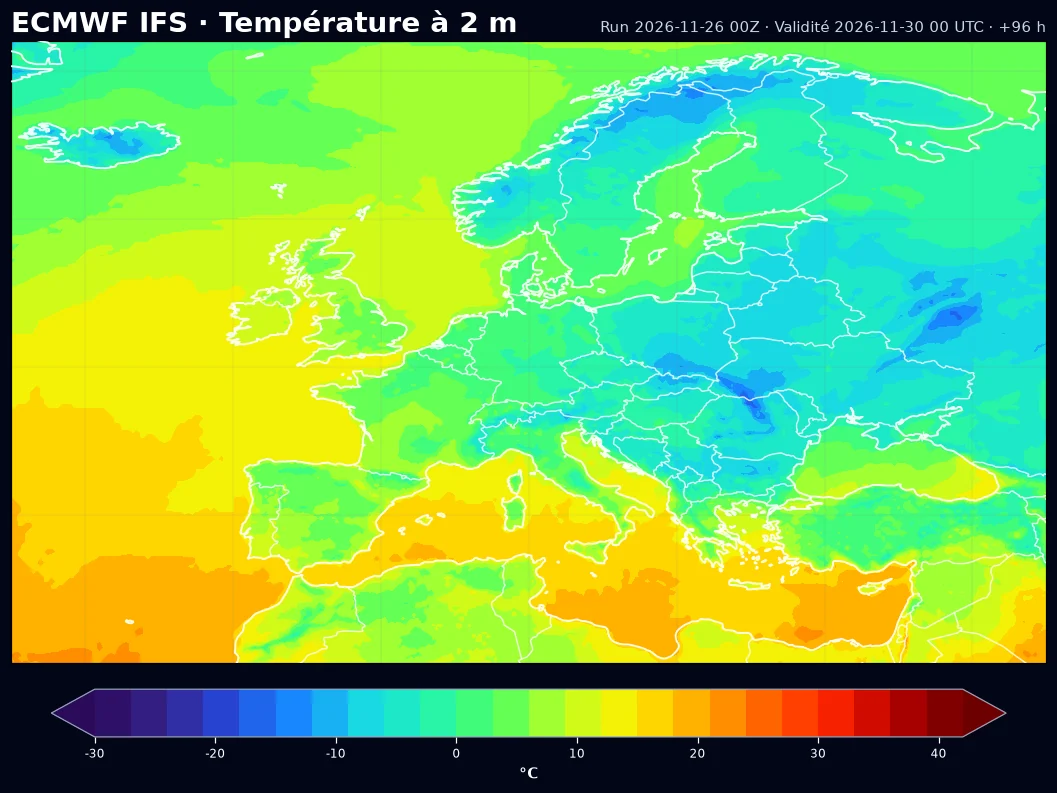 ECMWF IFS · Température à 2 m
Run 2026-11-26 00Z · Validité 2026-11-30 00 UTC · +96 h
-30 -20 -10 0 10 20 30 40
°C